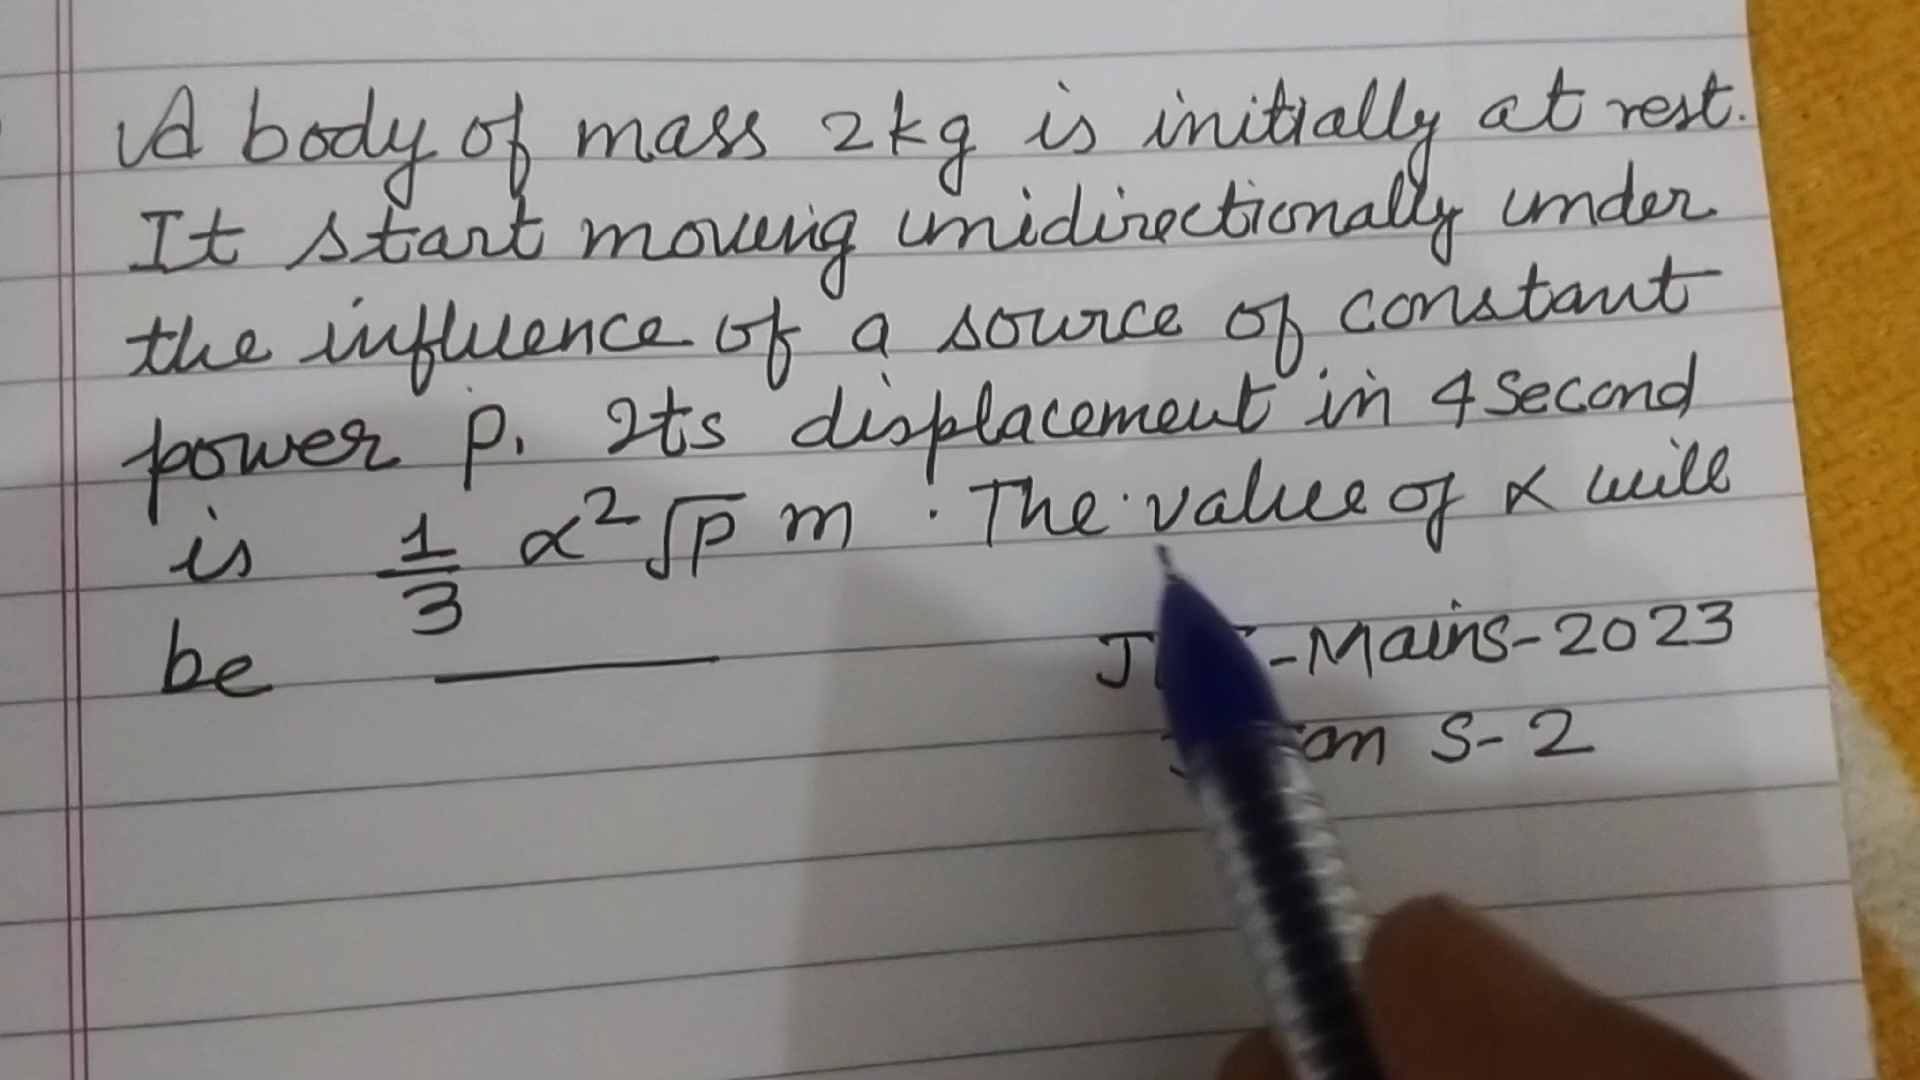 A body of mass 2kg is initially at rest.
It start moving unidirectionally under
the influence of a source of constant
power P. Its displacement in 4 second
is 1/3 α² √P m. The value of α will
be ______
-Mains-2023
S-2